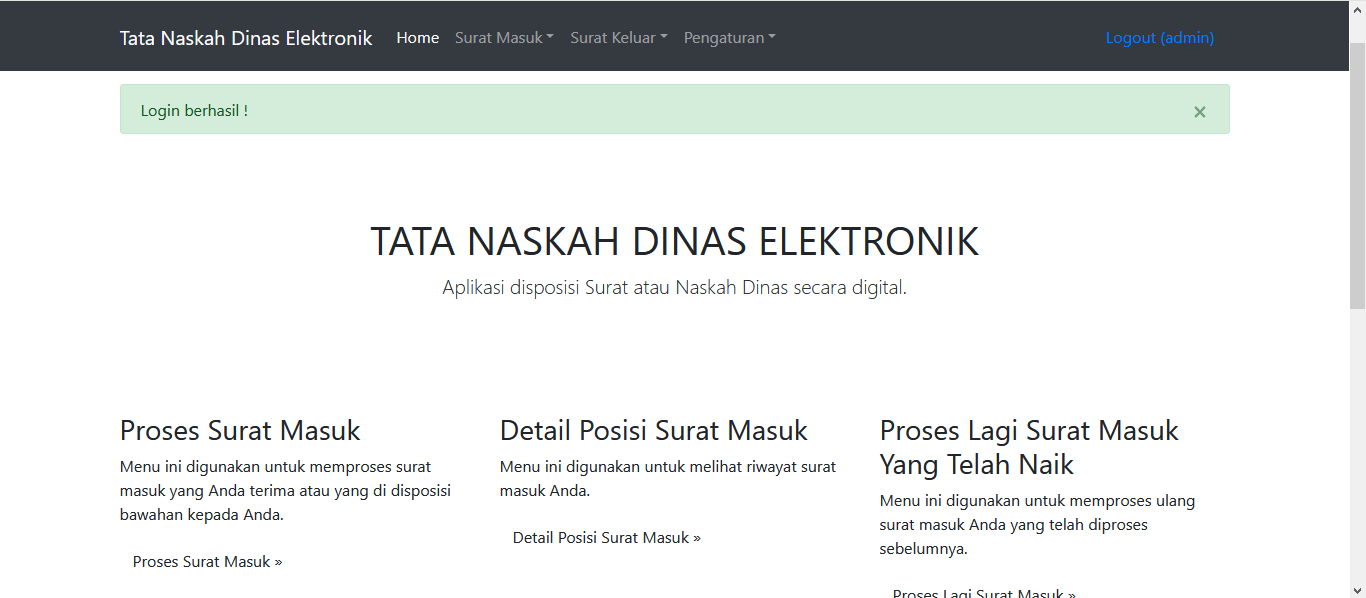 Tata Naskah Dinas Elektronik Home Surat Masuk Surat Keluar Pengaturan Logout (admin)
Login berhasil ! ×
TATA NASKAH DINAS ELEKTRONIK
Aplikasi disposisi Surat atau Naskah Dinas secara digital.
Proses Surat Masuk
Menu ini digunakan untuk memproses surat
masuk yang Anda terima atau yang di disposisi
bawahan kepada Anda.
Proses Surat Masuk »
Detail Posisi Surat Masuk
Menu ini digunakan untuk melihat riwayat surat
masuk Anda.
Detail Posisi Surat Masuk »
Proses Lagi Surat Masuk
Yang Telah Naik
Menu ini digunakan untuk memproses ulang
surat masuk Anda yang telah diproses
sebelumnya.
Proses Lagi Surat Masuk »